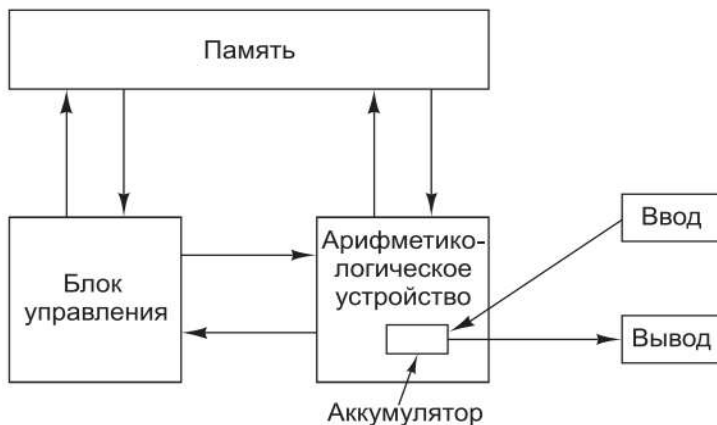 Память
Блок
управления
Арифметико-
логическое
устройство
Ввод
Вывод
Аккумулятор